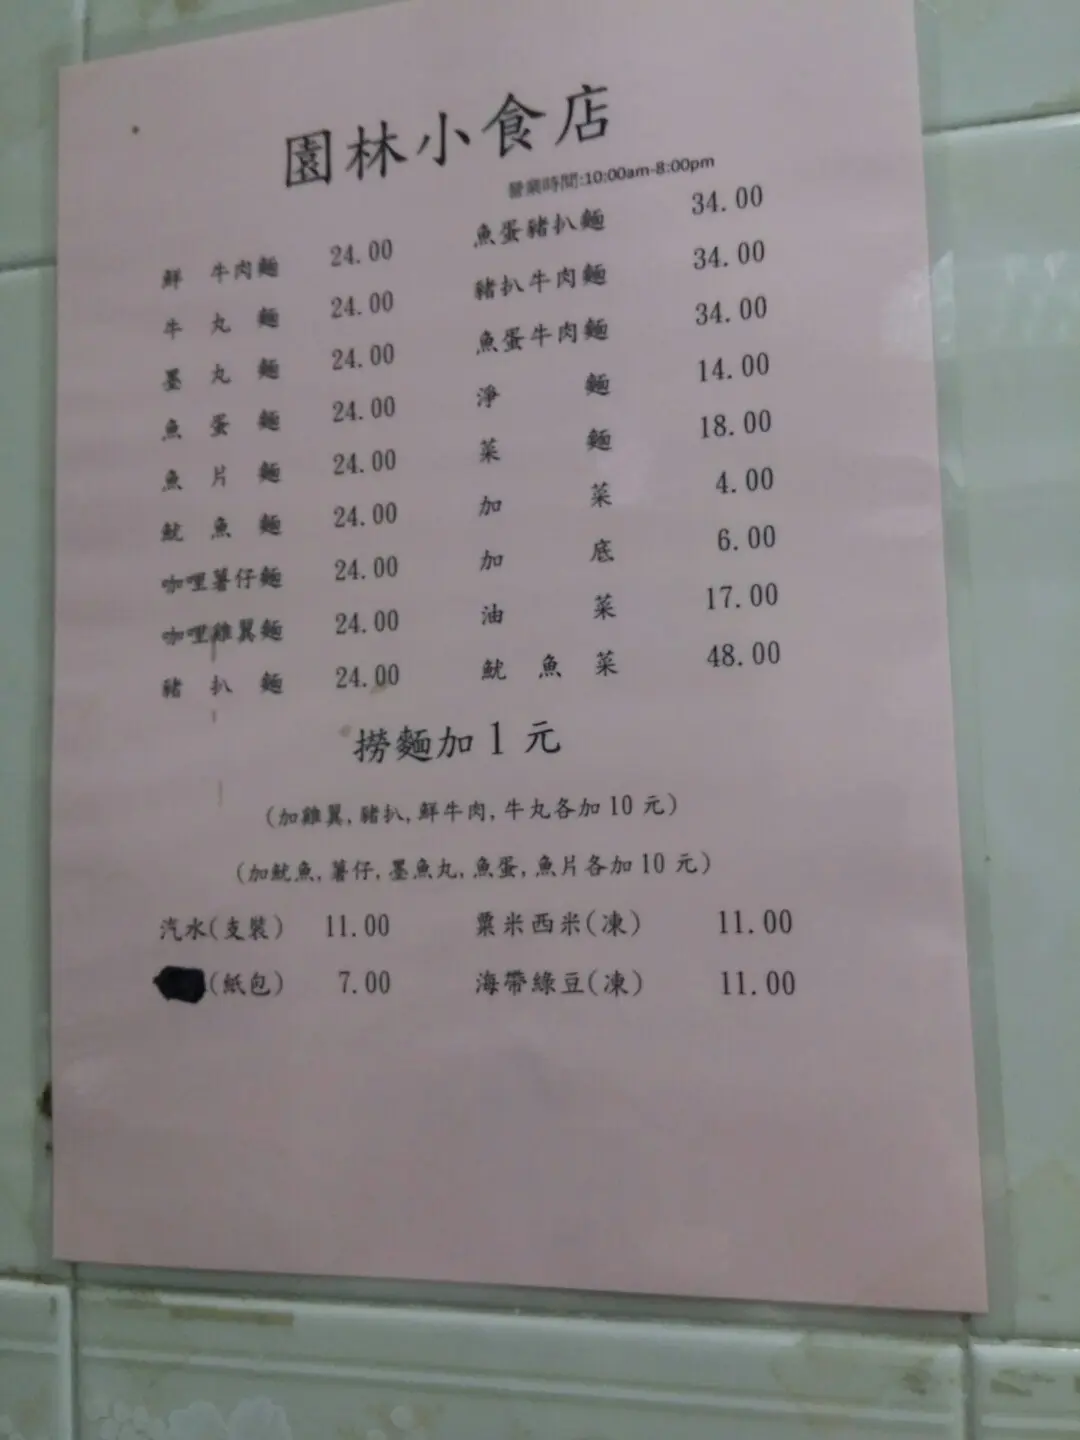 園林小食店
營業時間:10:00am-8:00pm
鮮 牛肉麵 24.00 魚蛋豬扒麵 34.00
牛 丸 麵 24.00 豬扒牛肉麵 34.00
墨 丸 麵 24.00 魚蛋牛肉麵 34.00
魚 蛋 麵 24.00 淨 麵 14.00
魚 片 麵 24.00 菜 麵 18.00
魷 魚 麵 24.00 加 菜 4.00
咖哩薯仔麵 24.00 加 底 6.00
咖哩雞翼麵 24.00 油 菜 17.00
豬 扒 麵 24.00 魷 魚 菜 48.00
撈麵加 1 元
(加雞翼,豬扒,鮮牛肉,牛丸各加 10 元)
(加魷魚,薯仔,墨魚丸,魚蛋,魚片各加 10 元)
汽水(支裝) 11.00 粟米西米(凍) 11.00
(紙包) 7.00 海帶綠豆(凍) 11.00